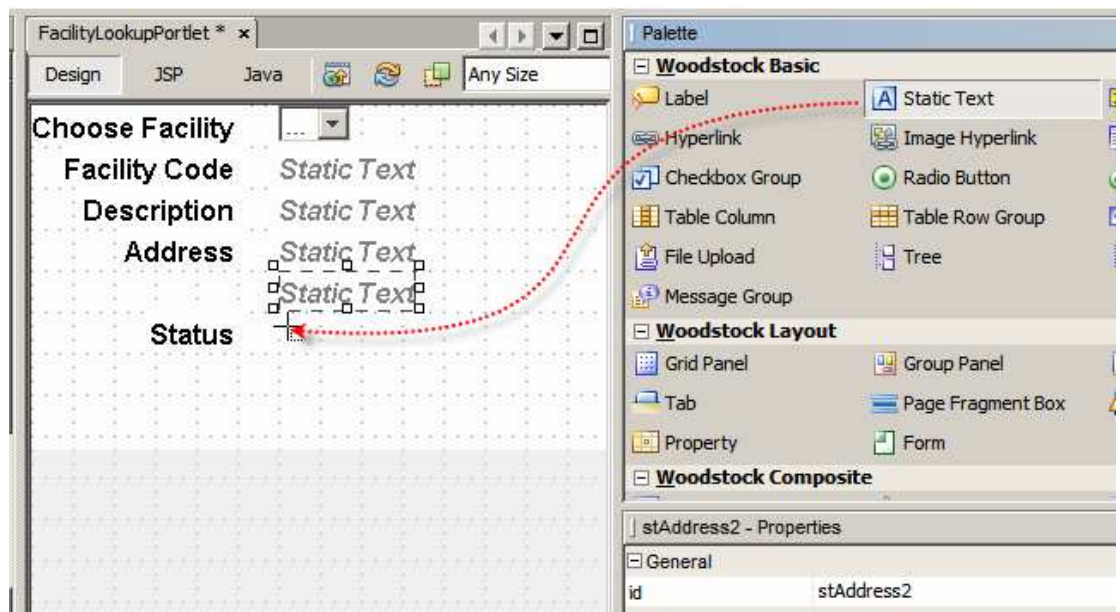 FacilityLookupPortlet * x
Design JSP Java Any Size
Choose Facility ...
Facility Code Static Text
Description Static Text
Address Static Text
Static Text
Status
Palette
Woodstock Basic
Label Static Text
Hyperlink Image Hyperlink
Checkbox Group Radio Button
Table Column Table Row Group
File Upload Tree
Message Group
Woodstock Layout
Grid Panel Group Panel
Tab Page Fragment Box
Property Form
Woodstock Composite
stAddress2 - Properties
General
id stAddress2